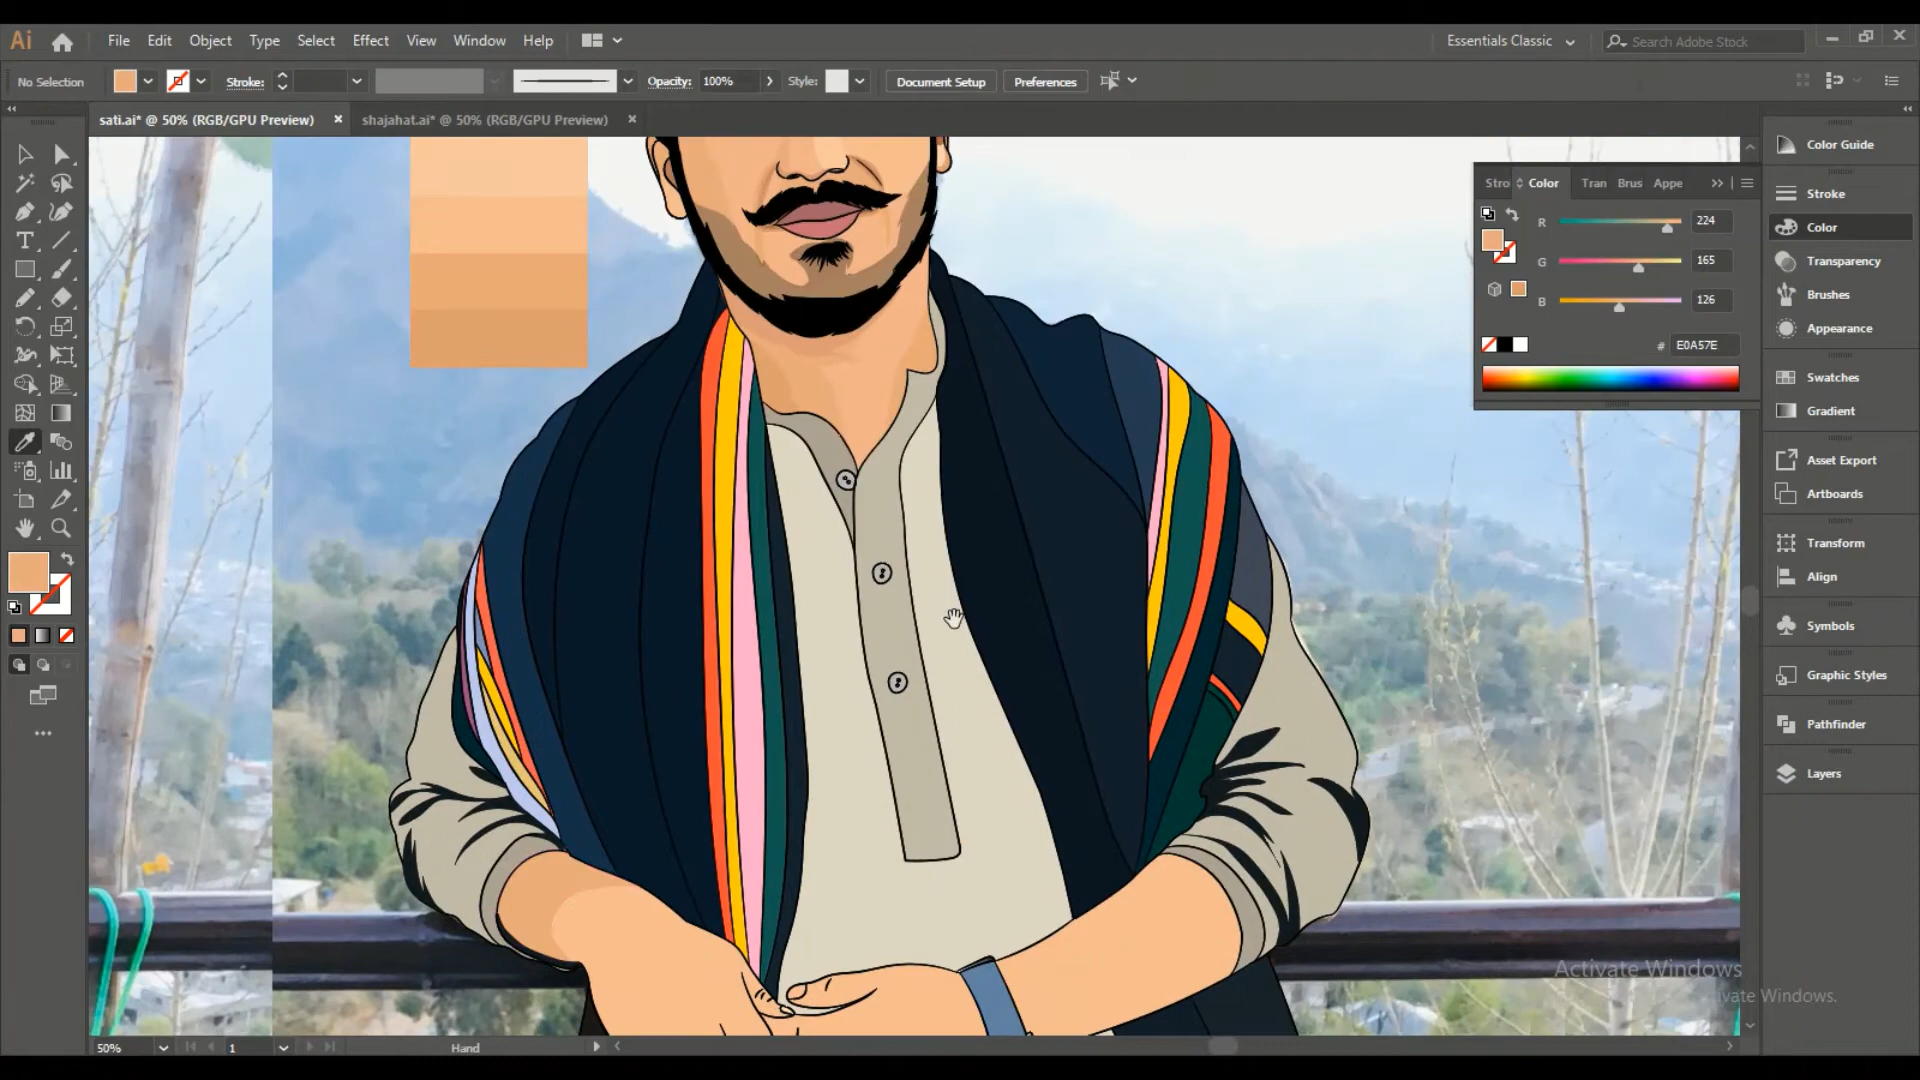 Ai File Edit Object Type Select Effect View Window Help Essentials Classic Search Adobe Stock
No Selection Stroke: Opacity: 100% Style: Document Setup Preferences
sati.ai* @ 50% (RGB/GPU Preview) × shajahat.ai* @ 50% (RGB/GPU Preview) ×
Stro Color Tran Brus Appe
R 224
G 165
B 126
# E0A57E
Color Guide
Stroke
Color
Transparency
Brushes
Appearance
Swatches
Gradient
Asset Export
Artboards
Transform
Align
Symbols
Graphic Styles
Pathfinder
Layers
Activate Windows
ivate Windows.
50% 1 Hand